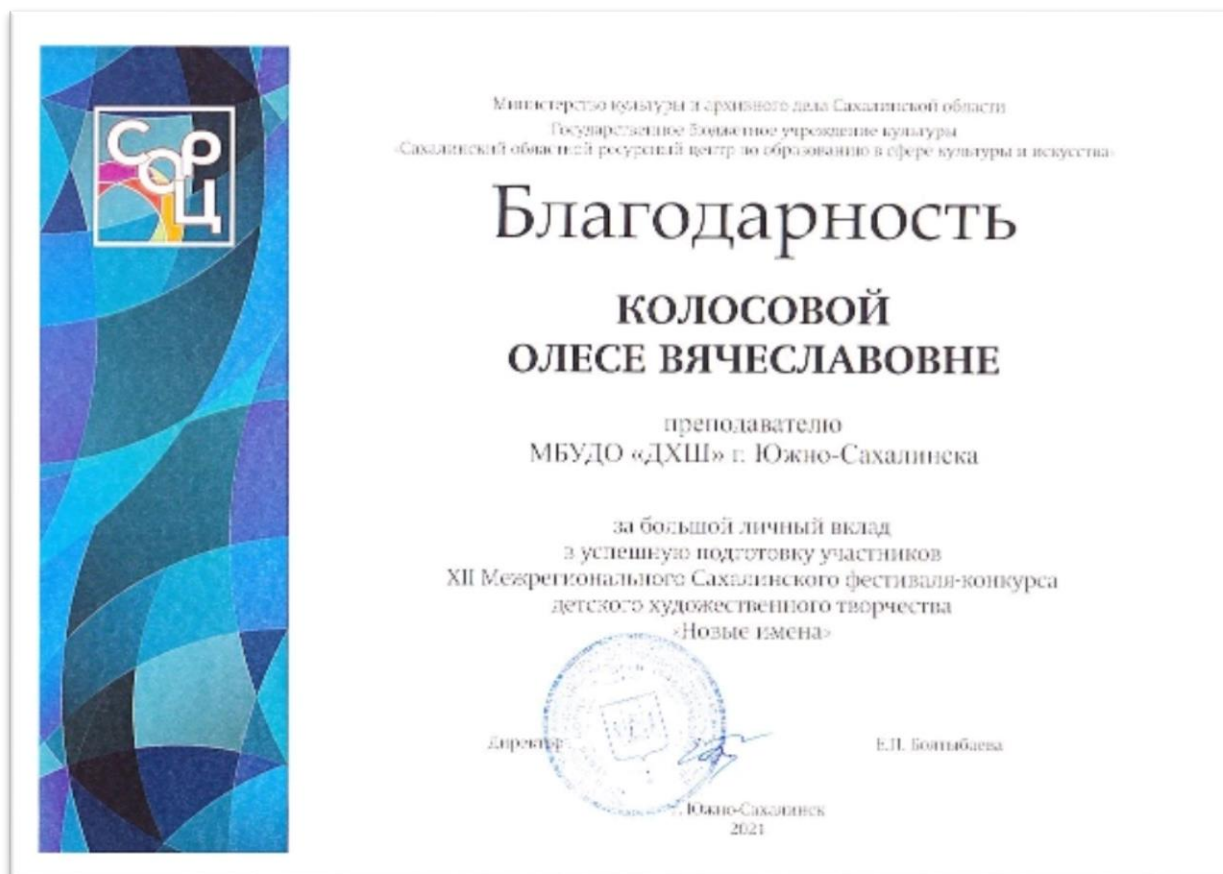 САРЦ
Министерство культуры и архивного дела Сахалинской области
Государственное бюджетное учреждение культуры
«Сахалинский областной ресурсный центр по образованию в сфере культуры и искусства»
Благодарность
КОЛОСОВОЙ
ОЛЕСЕ ВЯЧЕСЛАВОВНЕ
преподавателю
МБУДО «ДХШ» г. Южно-Сахалинска
за большой личный вклад
в успешную подготовку участников
XII Межрегионального Сахалинского фестиваля-конкурса
детского художественного творчества
«Новые имена»
Директор
Е.П. Болтыбаева
г. Южно-Сахалинск
2021